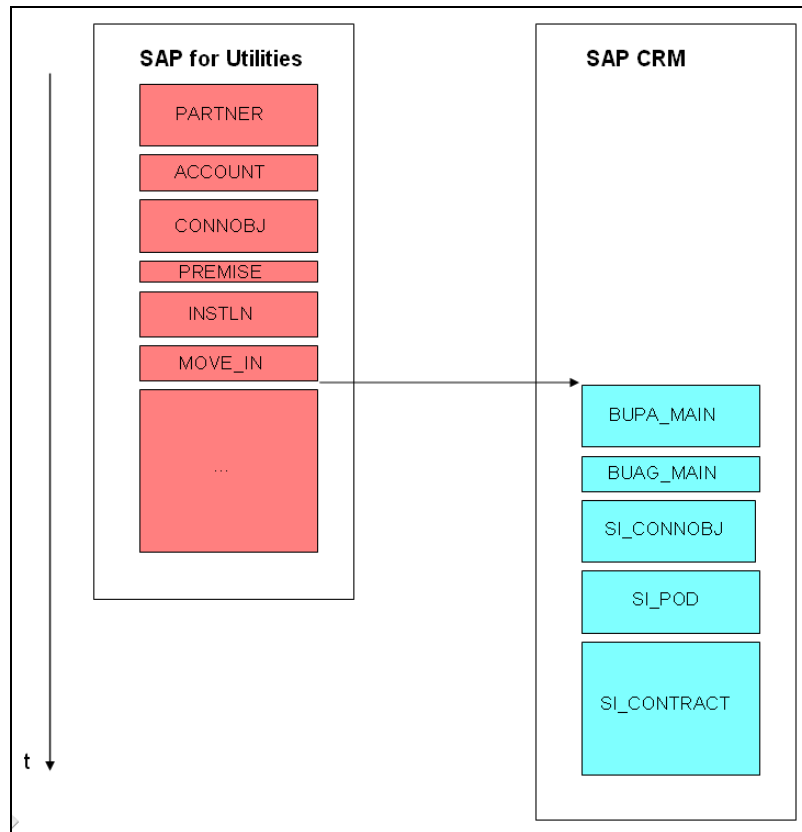 SAP for Utilities
PARTNER
ACCOUNT
CONNOBJ
PREMISE
INSTLN
MOVE_IN
...
t
SAP CRM
BUPA_MAIN
BUAG_MAIN
SI_CONNOBJ
SI_POD
SI_CONTRACT